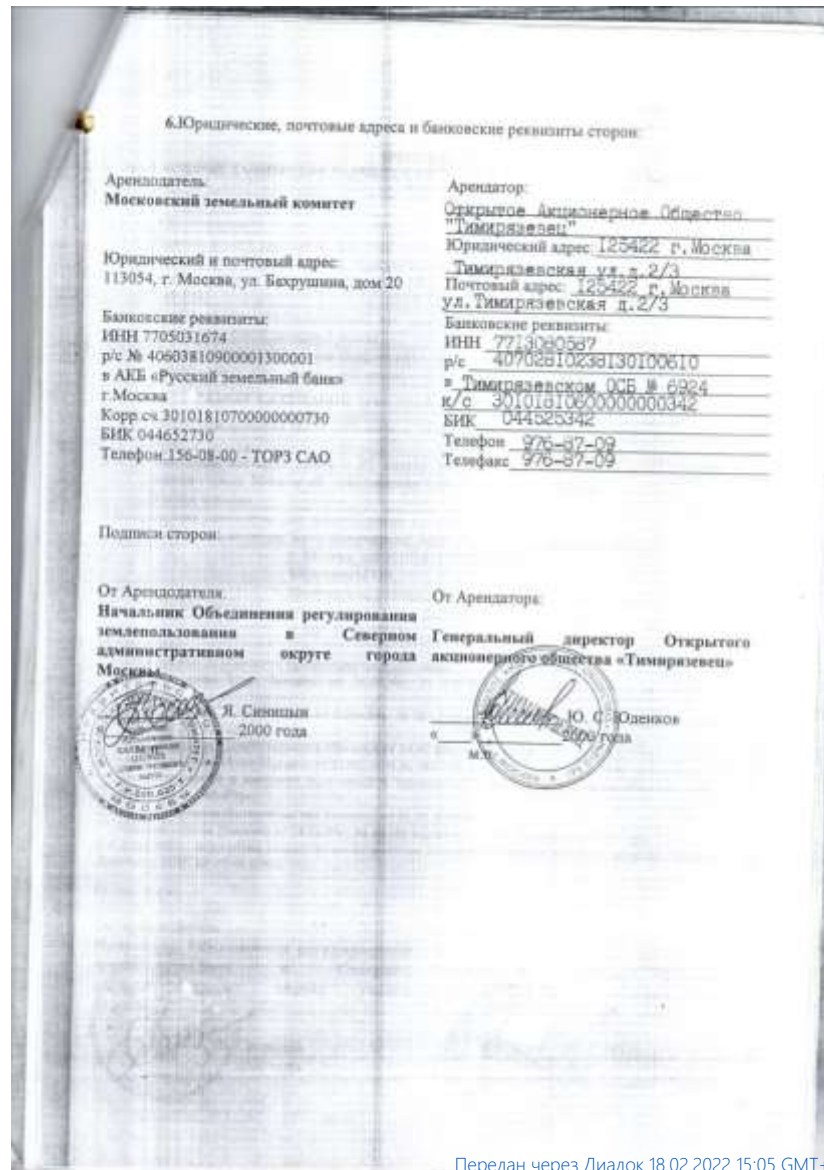 6.Юридические, почтовые адреса и банковские реквизиты сторон:
Арендодатель:
Московский земельный комитет
Юридический и почтовый адрес:
113054, г. Москва, ул. Бахрушина, дом 20
Банковские реквизиты:
ИНН 7705031674
р/с № 40603810900001300001
в АКБ «Русский земельный банк»
г.Москва
Корр.сч 30101810700000000730
БИК 044652730
Телефон 156-08-00 - ТОРЗ САО
Арендатор:
Открытое Акционерное Общество
"Тимирязевец"
Юридический адрес: 125422 г.Москва
Тимирязевская ул.д.2/3
Почтовый адрес: 125422 г.Москва
ул.Тимирязевская д.2/3
Банковские реквизиты:
ИНН 7713080587
р/с 40702810238130100610
в Тимирязевском ОСБ № 6924
к/с 30101810600000000342
БИК 044525342
Телефон 976-87-09
Телефакс 976-87-09
Подписи сторон:
От Арендодателя:
Начальник Объединения регулирования
землепользования в Северном
административном округе города
Москвы
Я. Синицын
2000 года
От Арендатора:
Генеральный директор Открытого
акционерного общества «Тимирязевец»
Ю. С. Юденков
« 2000 года
М.П.
Передан через Диадок 18.02.2022 15:05 GMT+